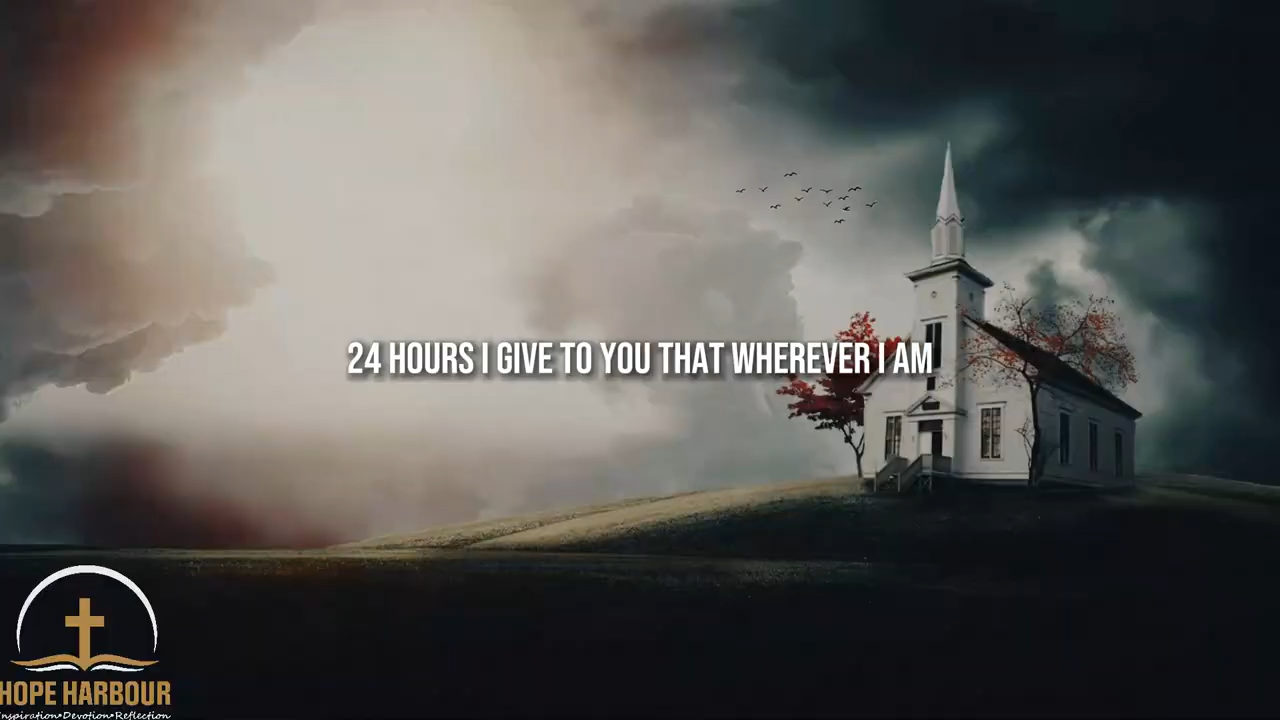 24 HOURS I GIVE TO YOU THAT WHEREVER I AM
HOPE HARBOUR
Inspiration•Devotion•Reflection